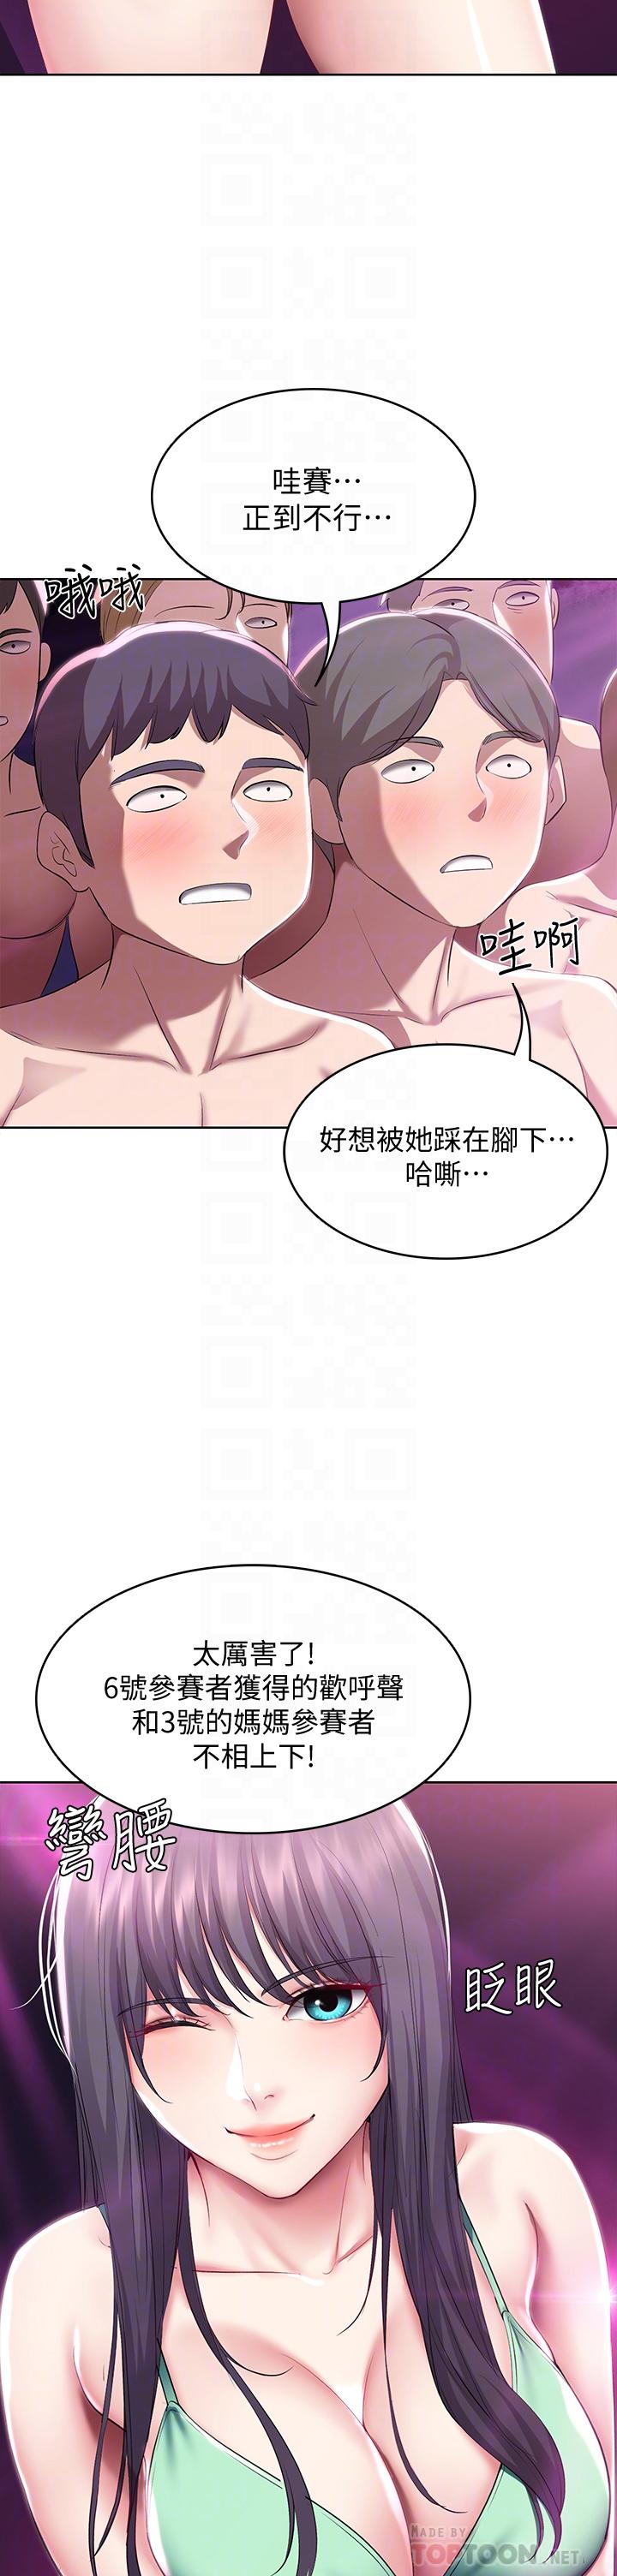 哇賽…
正到不行…
哦哦
哇啊
好想被她踩在腳下…
哈嘶…
太厲害了!
6號參賽者獲得的歡呼聲
和3號的媽媽參賽者
不相上下!
彎腰
眨眼
MADE BY
TOPTOON.NET